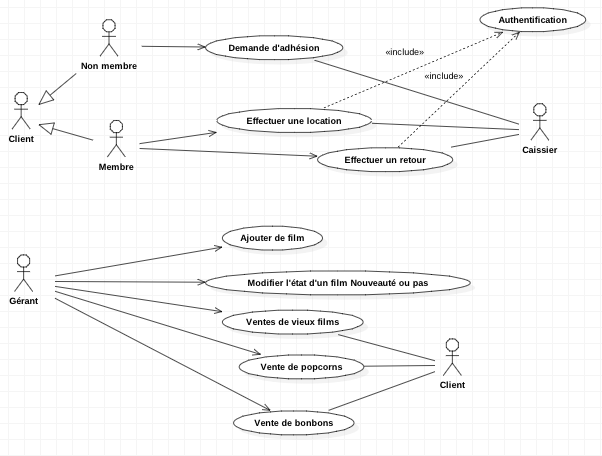 Authentification
Non membre
Demande d'adhésion
«include»
«include»
Client
Effectuer une location
Caissier
Membre
Effectuer un retour
Ajouter de film
Gérant
Modifier l'état d'un film Nouveauté ou pas
Ventes de vieux films
Vente de popcorns
Client
Vente de bonbons